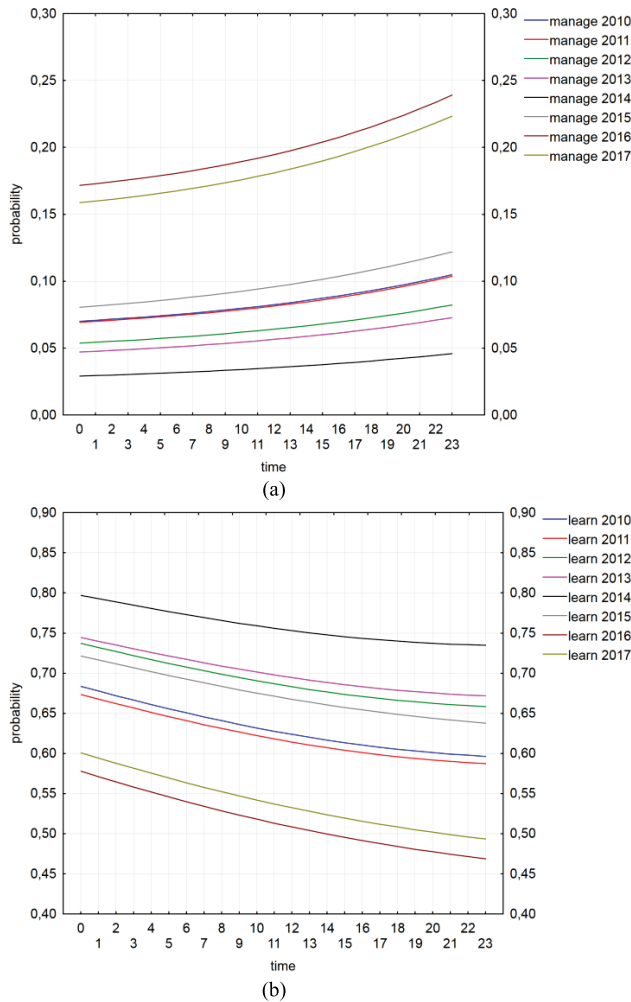 0,30 0,30
0,25 0,25
0,20 0,20
0,15 0,15
0,10 0,10
0,05 0,05
0,00 0,00
probability
0 2 4 6 8 10 12 14 16 18 20 22
1 3 5 7 9 11 13 15 17 19 21 23
time
manage 2010
manage 2011
manage 2012
manage 2013
manage 2014
manage 2015
manage 2016
manage 2017
(a)
0,90 0,90
0,85 0,85
0,80 0,80
0,75 0,75
0,70 0,70
0,65 0,65
0,60 0,60
0,55 0,55
0,50 0,50
0,45 0,45
0,40 0,40
probability
0 2 4 6 8 10 12 14 16 18 20 22
1 3 5 7 9 11 13 15 17 19 21 23
time
learn 2010
learn 2011
learn 2012
learn 2013
learn 2014
learn 2015
learn 2016
learn 2017
(b)